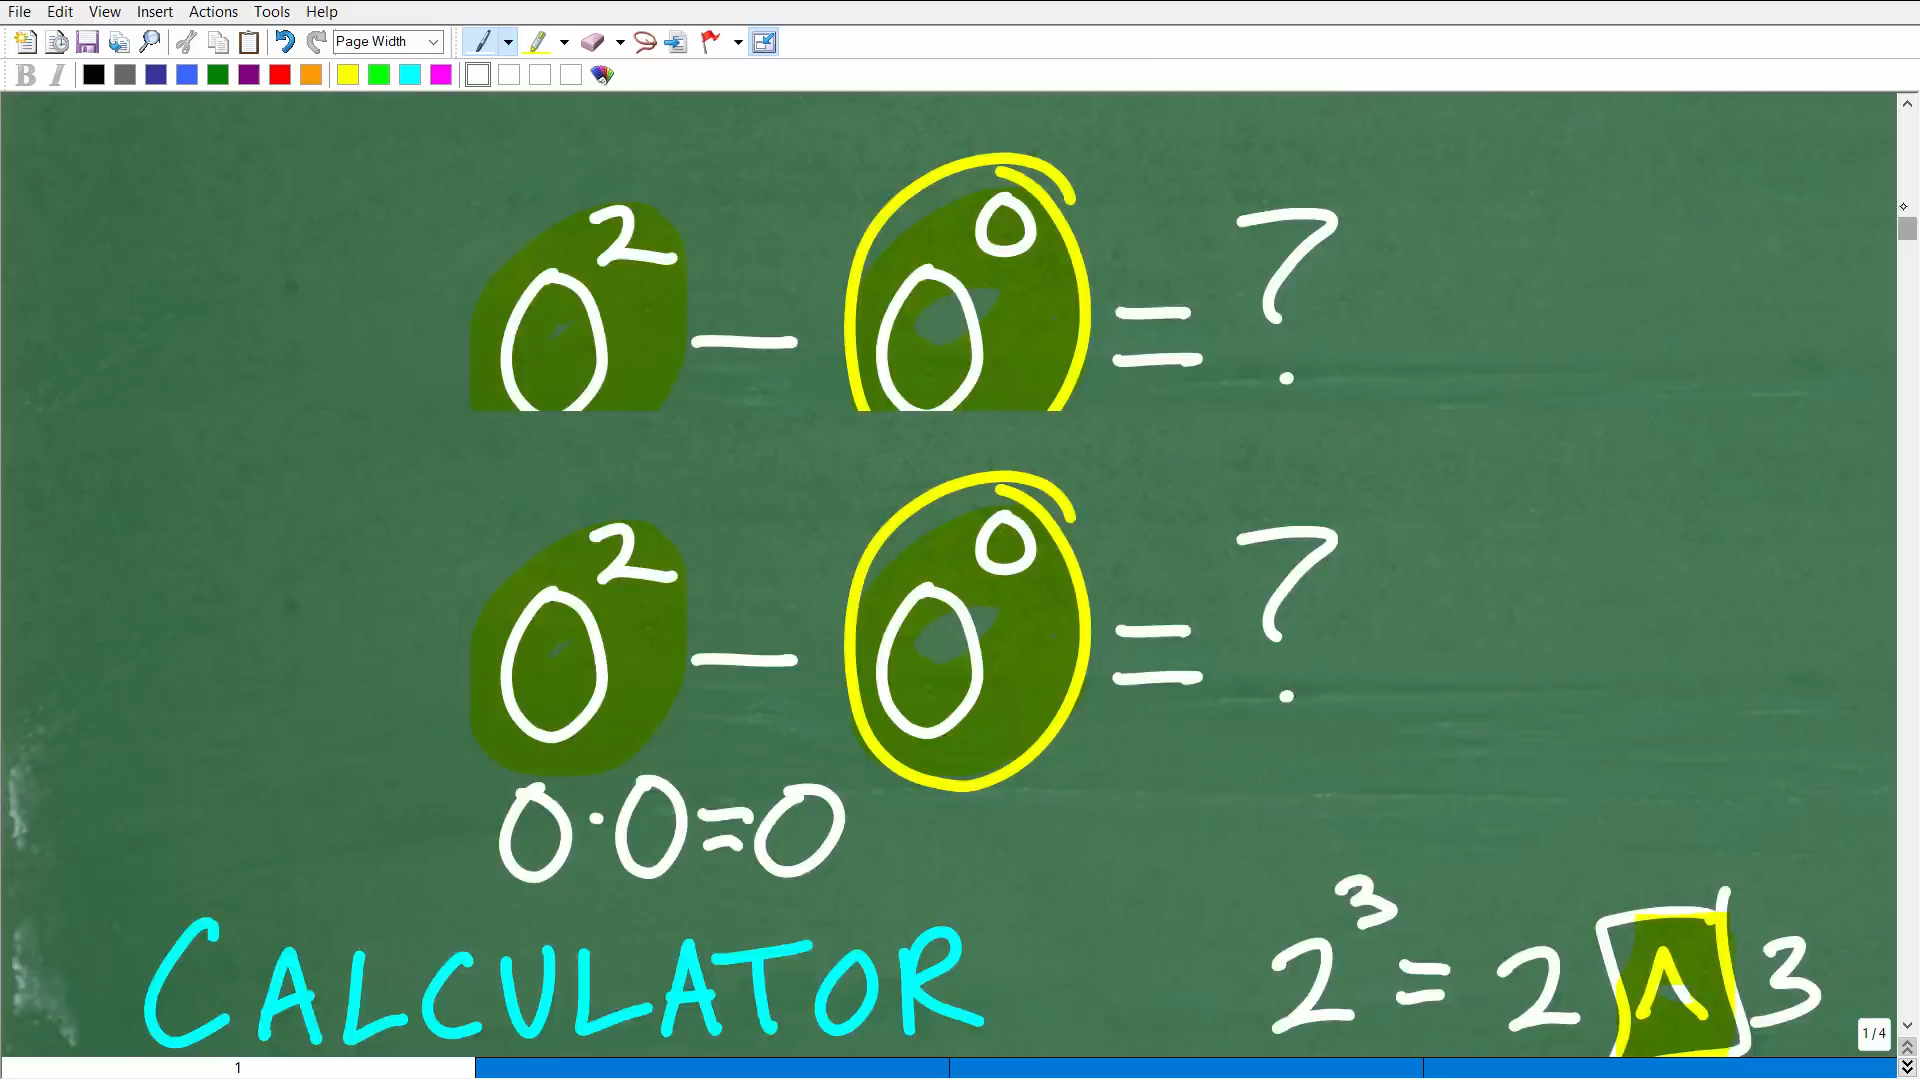 File Edit View Insert Actions Tools Help
Page Width
B I
0² − 0⁰ = ?
0² − 0⁰ = ?
0·0=0
CALCULATOR
2³ = 2 ^ 3
1 / 4
1